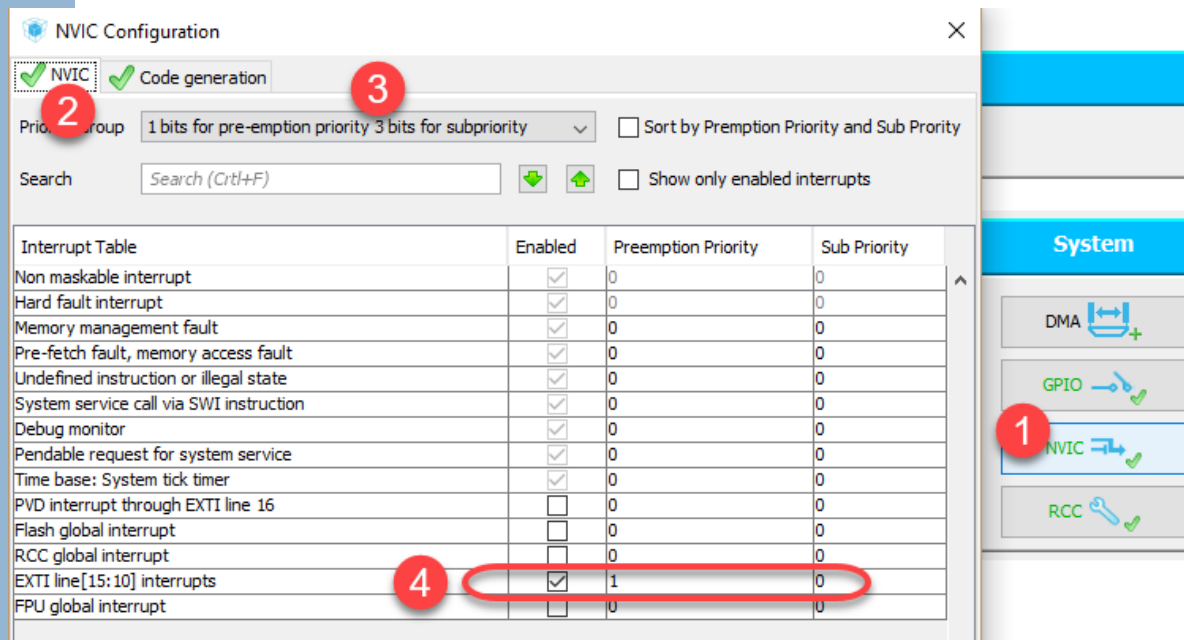 NVIC Configuration
NVIC Code generation
3
2
Prio Group 1 bits for pre-emption priority 3 bits for subpriority Sort by Premption Priority and Sub Prority
Search Search (Crtl+F) Show only enabled interrupts
Interrupt Table Enabled Preemption Priority Sub Priority
Non maskable interrupt 0 0
Hard fault interrupt 0 0
Memory management fault 0 0
Pre-fetch fault, memory access fault 0 0
Undefined instruction or illegal state 0 0
System service call via SWI instruction 0 0
Debug monitor 0 0
Pendable request for system service 0 0
Time base: System tick timer 0 0
PVD interrupt through EXTI line 16 0 0
Flash global interrupt 0 0
RCC global interrupt 0 0
EXTI line[15:10] interrupts 1 0
4
FPU global interrupt 0 0
System
DMA
GPIO
1
NVIC
RCC